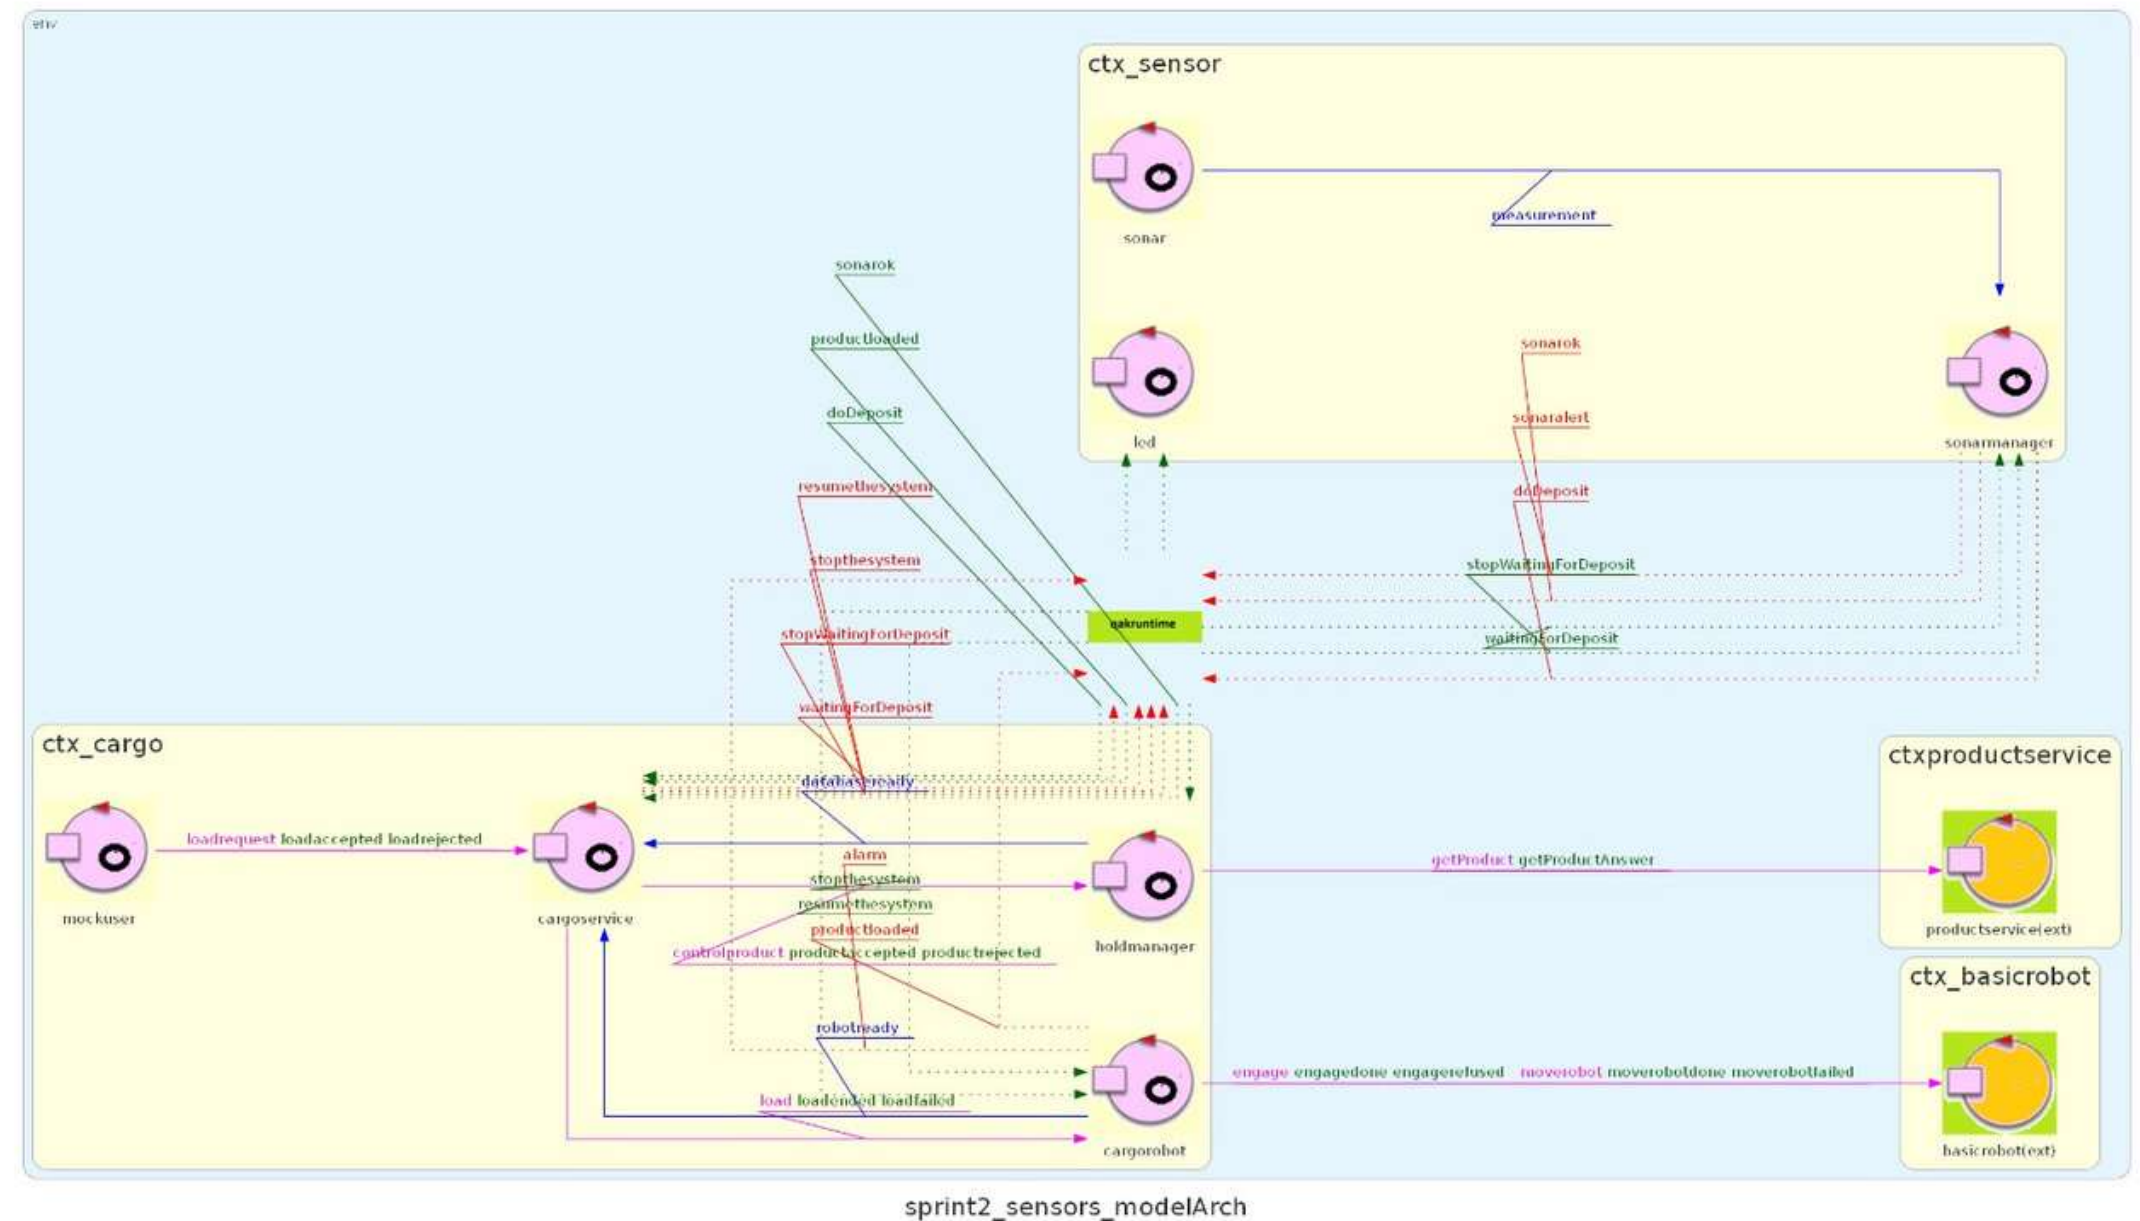 env
ctx_sensor
sonar
measurement
led
sonarmanager
sonarok
productloaded
doDeposit
resumethesystem
stopthesystem
stopWaitingForDeposit
waitingForDeposit
sonarok
sonaralert
doDeposit
stopWaitingForDeposit
waitingForDeposit
qakruntime
ctx_cargo
mockuser
loadrequest loadaccepted loadrejected
cargoservice
databaseready
alarm
stopthesystem
resumethesystem
productloaded
controlproduct productaccepted productrejected
holdmanager
robotready
load loadended loadfailed
cargorobot
getProduct getProductAnswer
ctxproductservice
productservice(ext)
engage engagedone engagerefused moverobot moverobotdone moverobotfailed
ctx_basicrobot
basicrobot(ext)
sprint2_sensors_modelArch